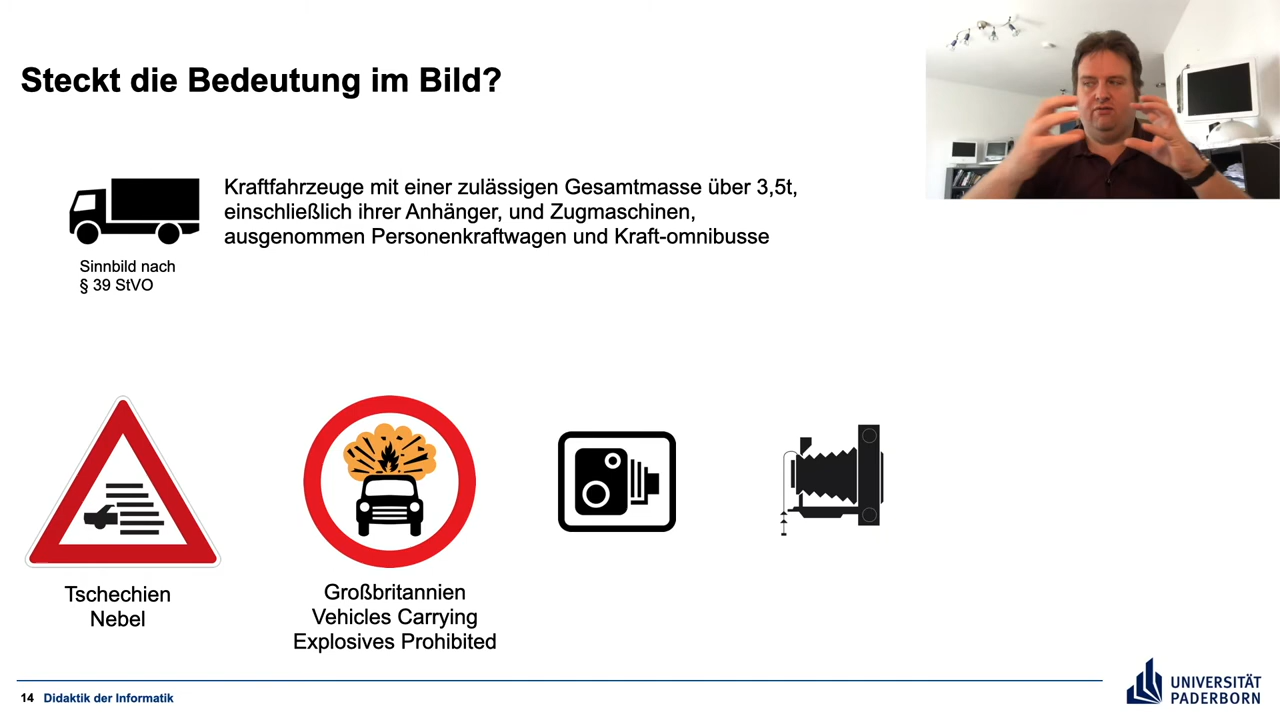 Steckt die Bedeutung im Bild?
Kraftfahrzeuge mit einer zulässigen Gesamtmasse über 3,5t,
einschließlich ihrer Anhänger, und Zugmaschinen,
ausgenommen Personenkraftwagen und Kraft-omnibusse
Sinnbild nach
§ 39 StVO
Tschechien
Nebel
Großbritannien
Vehicles Carrying
Explosives Prohibited
14 Didaktik der Informatik
UNIVERSITÄT
PADERBORN